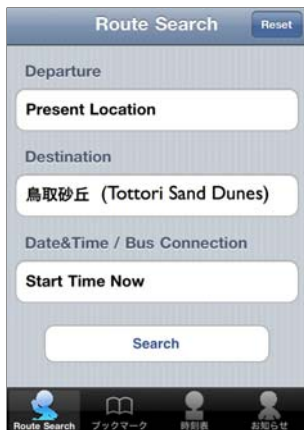 Route Search
Reset
Departure
Present Location
Destination
鳥取砂丘 (Tottori Sand Dunes)
Date&Time / Bus Connection
Start Time Now
Search
Route Search ブックマーク 時刻表 お知らせ